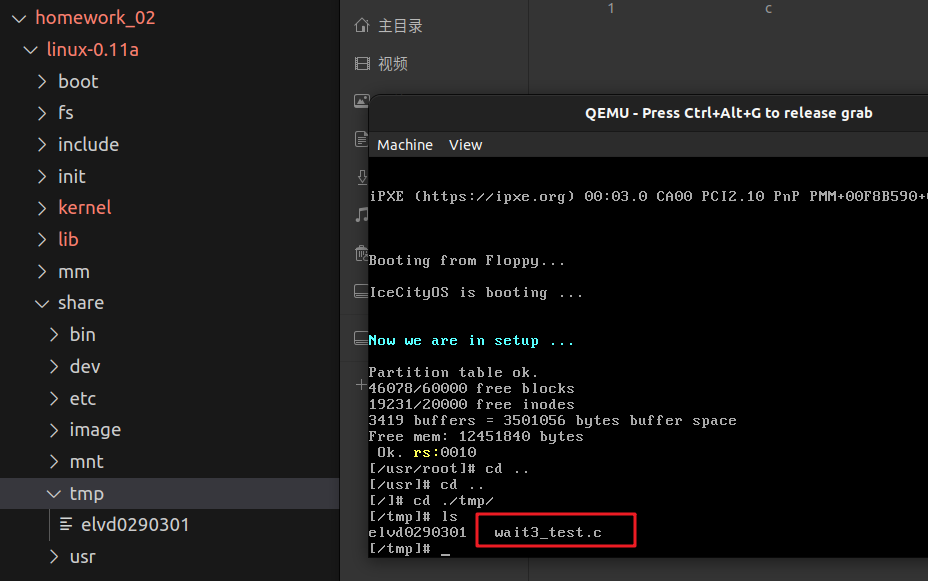 homework_02
linux-0.11a
boot
fs
include
init
kernel
lib
mm
share
bin
dev
etc
image
mnt
tmp
elvd0290301
usr
主目录
视频
1 c
QEMU - Press Ctrl+Alt+G to release grab
Machine View
iPXE (https://ipxe.org) 00:03.0 CA00 PCI2.10 PnP PMM+00F8B590+
Booting from Floppy...
IceCityOS is booting ...
Now we are in setup ...
Partition table ok.
46078/60000 free blocks
19231/20000 free inodes
3419 buffers = 3501056 bytes buffer space
Free mem: 12451840 bytes
Ok. rs:0010
[/usr/root]# cd ..
[/usr]# cd ..
[/]# cd ./tmp/
[/tmp]# ls
elvd0290301 wait3_test.c
[/tmp]# _